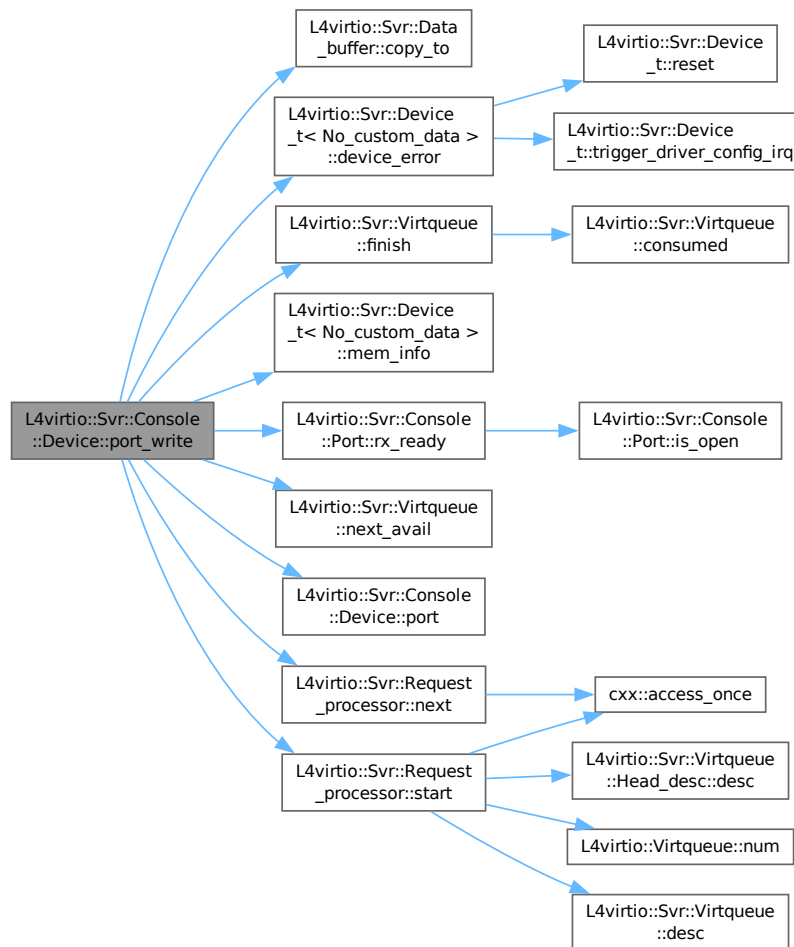 L4virtio::Svr::Data
_buffer::copy_to
L4virtio::Svr::Device
_t::reset
L4virtio::Svr::Device
_t< No_custom_data >
::device_error
L4virtio::Svr::Device
_t::trigger_driver_config_irq
L4virtio::Svr::Virtqueue
::finish
L4virtio::Svr::Virtqueue
::consumed
L4virtio::Svr::Device
_t< No_custom_data >
::mem_info
L4virtio::Svr::Console
::Device::port_write
L4virtio::Svr::Console
::Port::rx_ready
L4virtio::Svr::Console
::Port::is_open
L4virtio::Svr::Virtqueue
::next_avail
L4virtio::Svr::Console
::Device::port
L4virtio::Svr::Request
_processor::next
cxx::access_once
L4virtio::Svr::Request
_processor::start
L4virtio::Svr::Virtqueue
::Head_desc::desc
L4virtio::Virtqueue::num
L4virtio::Svr::Virtqueue
::desc